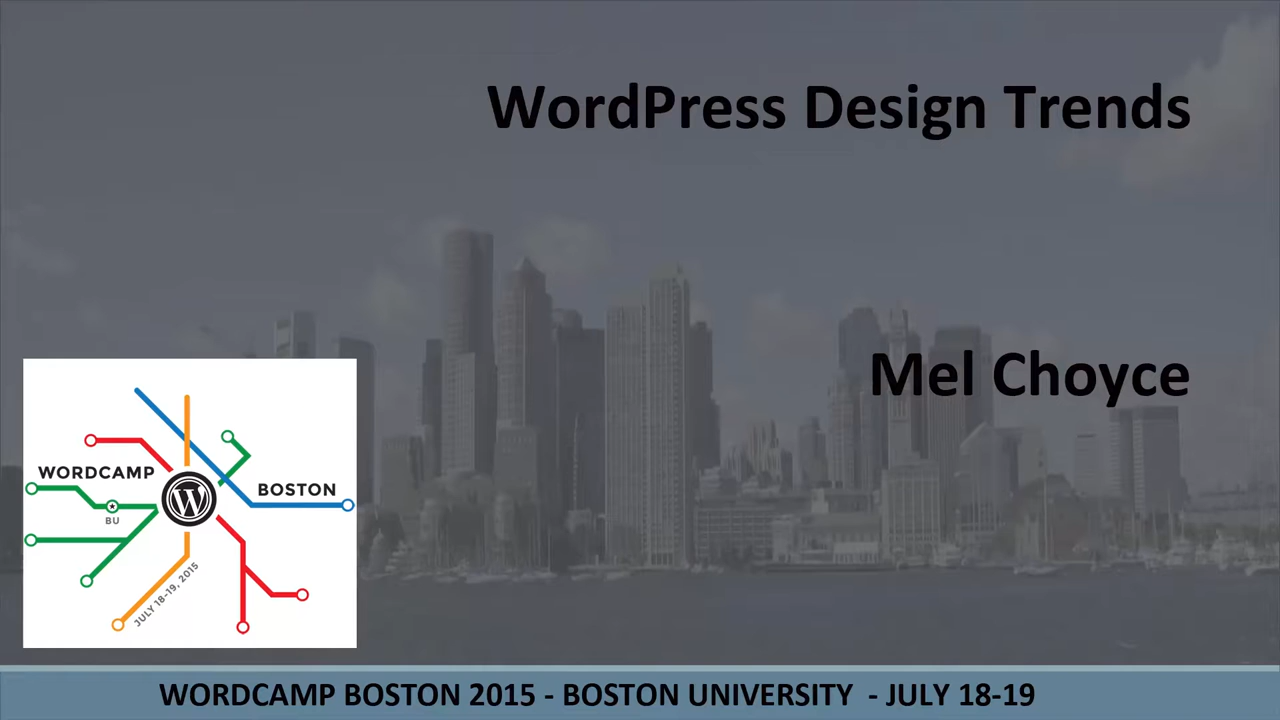 WordPress Design Trends
Mel Choyce
WORDCAMP
BOSTON
BU
JULY 18-19, 2015
WORDCAMP BOSTON 2015 - BOSTON UNIVERSITY - JULY 18-19